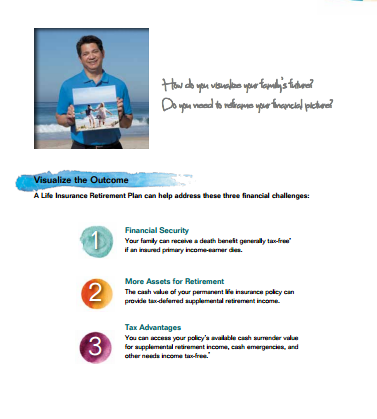 How do you visualize your family's future?
Do you need to reframe your financial picture?
Visualize the Outcome
A Life Insurance Retirement Plan can help address these three financial challenges:
1
Financial Security
Your family can receive a death benefit generally tax-free*
if an insured primary income-earner dies.
2
More Assets for Retirement
The cash value of your permanent life insurance policy can
provide tax-deferred supplemental retirement income.
3
Tax Advantages
You can access your policy's available cash surrender value
for supplemental retirement income, cash emergencies, and
other needs income tax-free.*